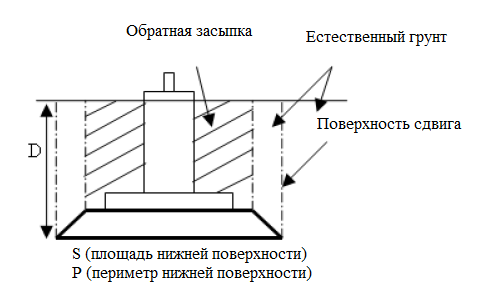 Обратная засыпка
Естественный грунт
Поверхность сдвига
D
S (площадь нижней поверхности)
P (периметр нижней поверхности)